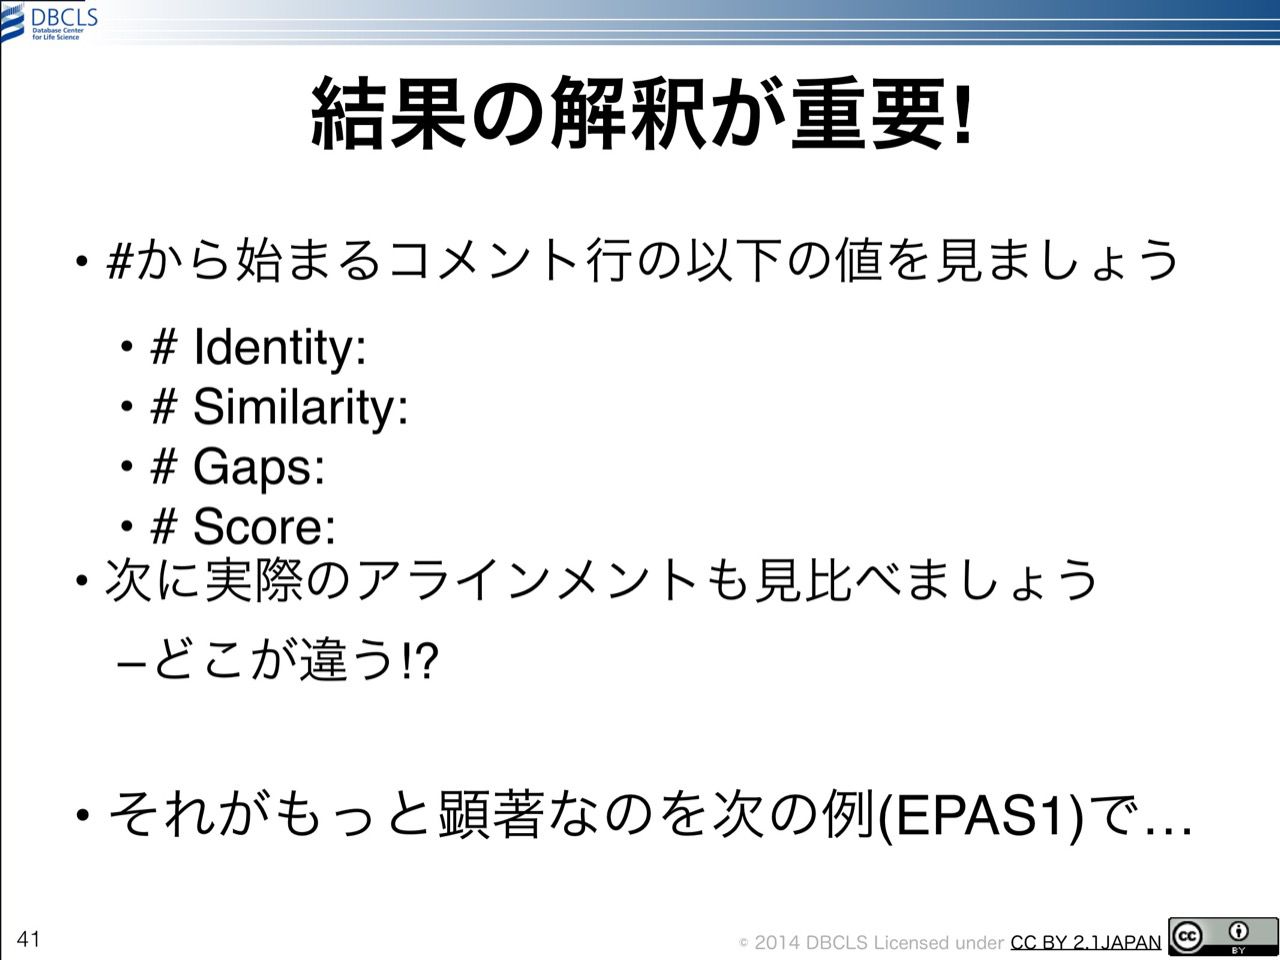 DBCLS
Database Center
for Life Science
結果の解釈が重要!
• #から始まるコメント行の以下の値を見ましょう
• # Identity:
• # Similarity:
• # Gaps:
• # Score:
• 次に実際のアラインメントも見比べましょう
–どこが違う!?
• それがもっと顕著なのを次の例(EPAS1)で…
41
© 2014 DBCLS Licensed under CC BY 2.1JAPAN
cc
BY